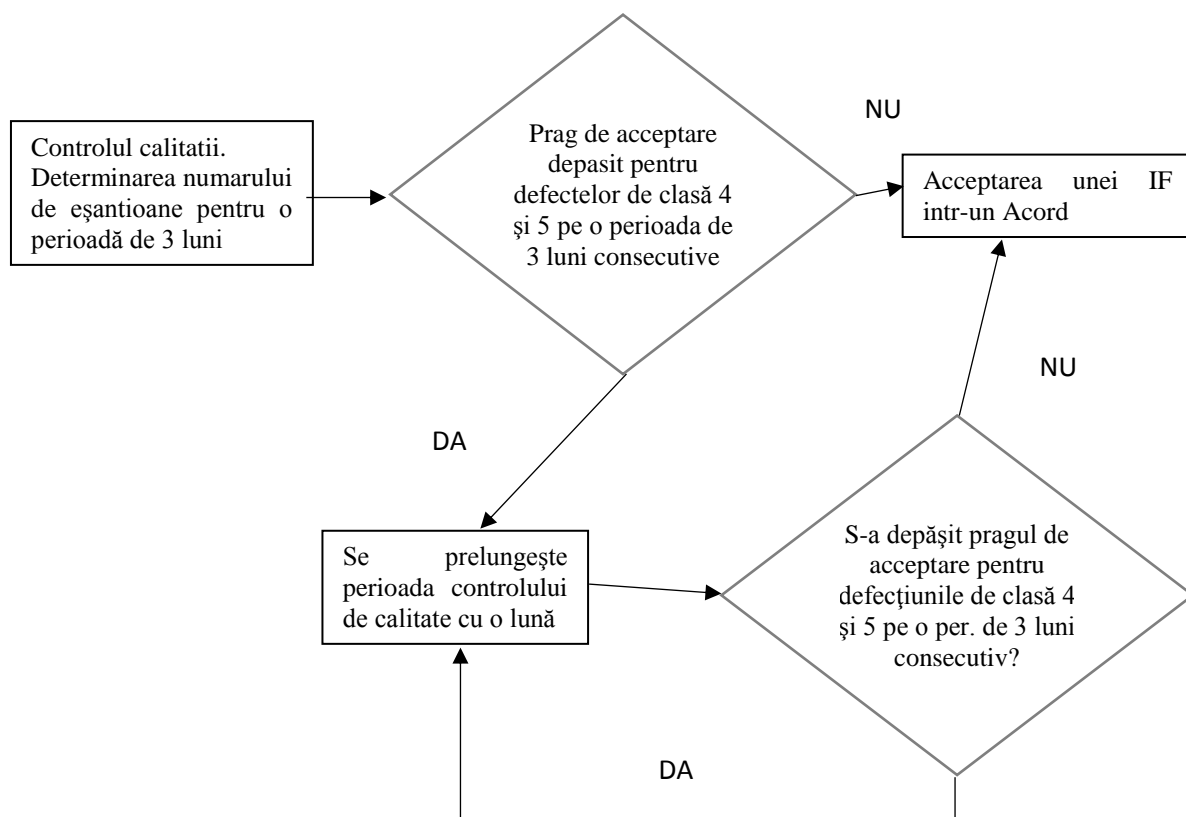 Controlul calitatii.
Determinarea numarului
de eşantioane pentru o
perioadă de 3 luni
Prag de acceptare
depasit pentru
defectelor de clasă 4
şi 5 pe o perioada de
3 luni consecutive
NU
Acceptarea unei IF
intr-un Acord
DA
NU
Se prelungeşte
perioada controlului
de calitate cu o lună
S-a depăşit pragul de
acceptare pentru
defecţiunile de clasă 4
şi 5 pe o per. de 3 luni
consecutiv?
DA